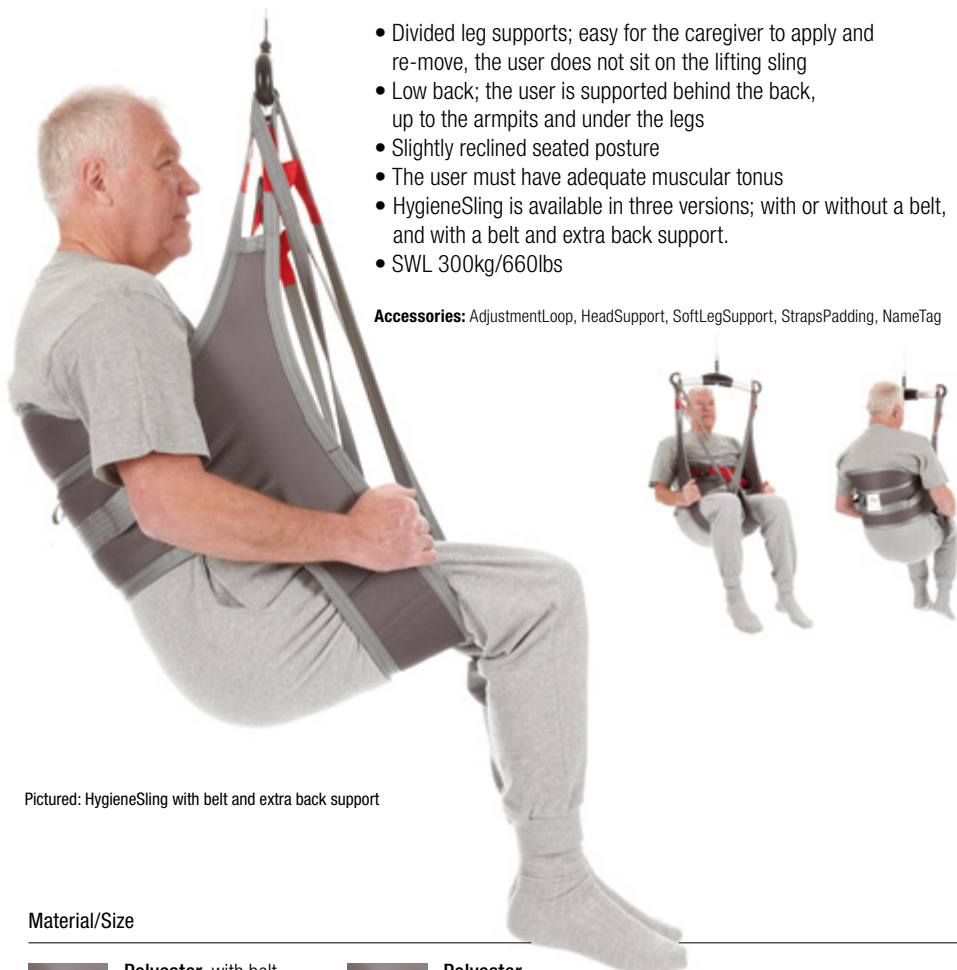 • Divided leg supports; easy for the caregiver to apply and
re-move, the user does not sit on the lifting sling
• Low back; the user is supported behind the back,
up to the armpits and under the legs
• Slightly reclined seated posture
• The user must have adequate muscular tonus
• HygieneSling is available in three versions; with or without a belt,
and with a belt and extra back support.
• SWL 300kg/660lbs
Accessories: AdjustmentLoop, HeadSupport, SoftLegSupport, StrapsPadding, NameTag
Pictured: HygieneSling with belt and extra back support
Material/Size
Polyester, with belt
Polyester